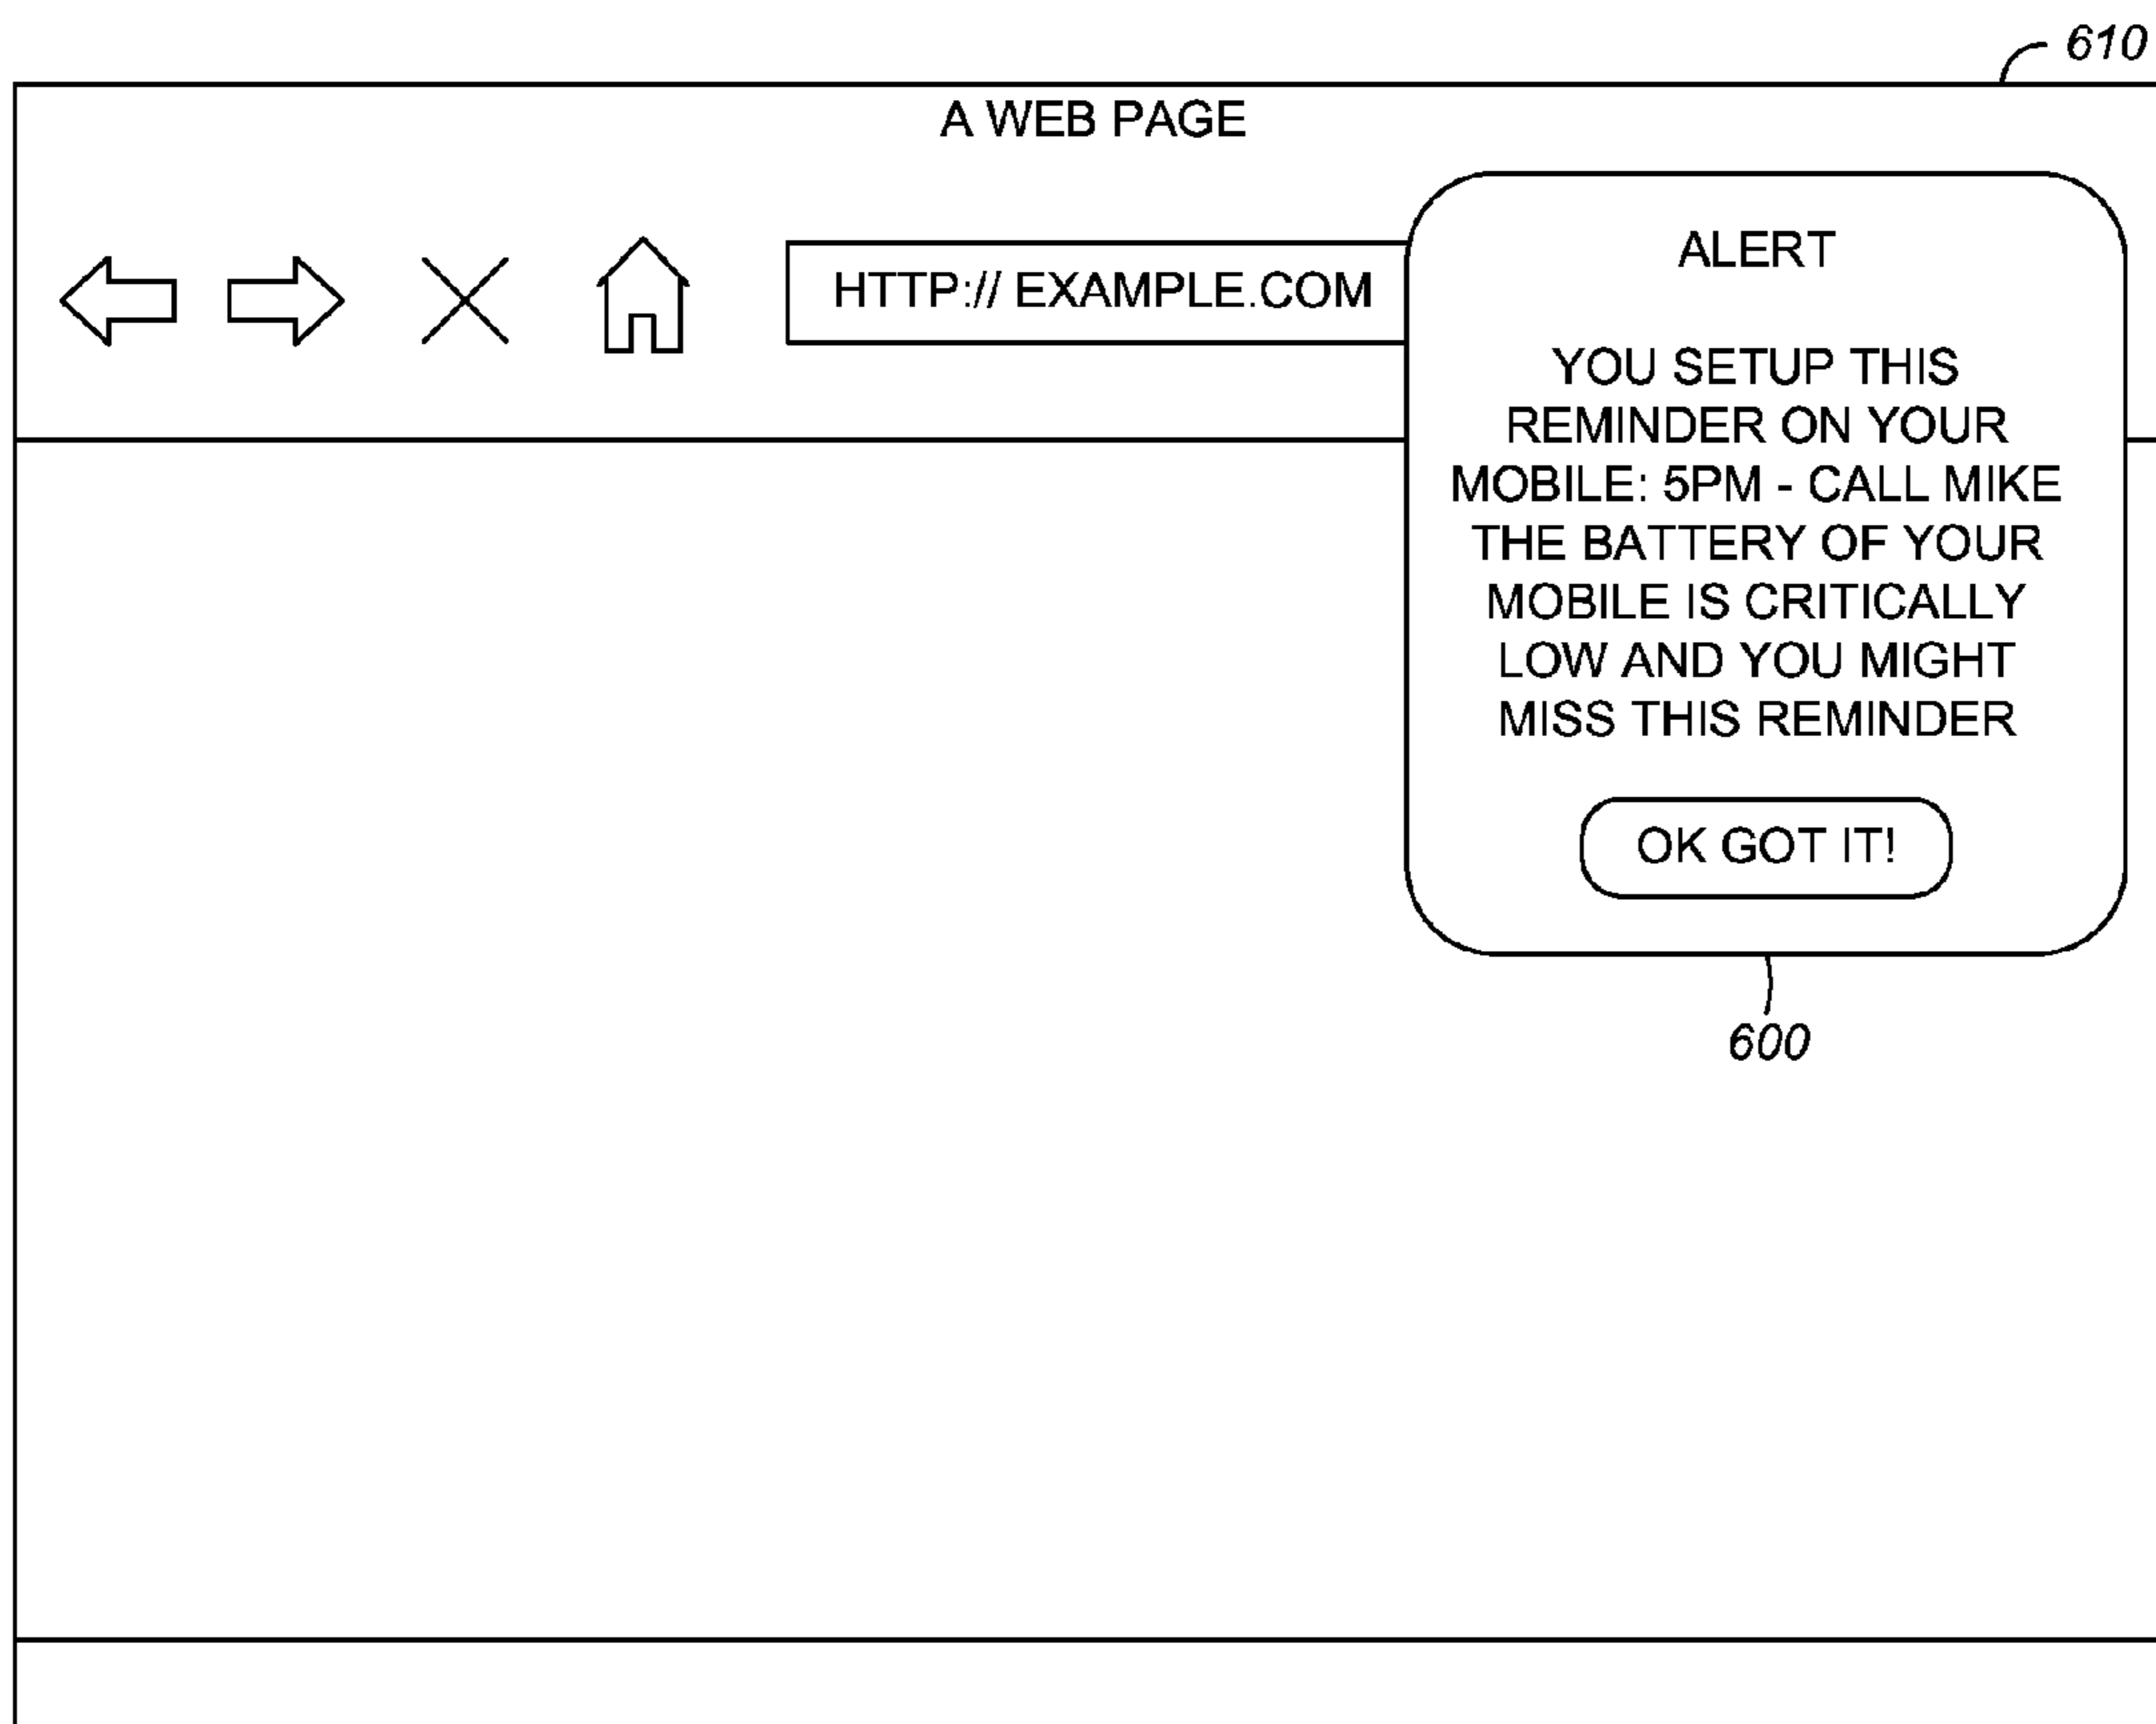 610
A WEB PAGE
HTTP:// EXAMPLE.COM
ALERT
YOU SETUP THIS
REMINDER ON YOUR
MOBILE: 5PM - CALL MIKE
THE BATTERY OF YOUR
MOBILE IS CRITICALLY
LOW AND YOU MIGHT
MISS THIS REMINDER
OK GOT IT!
600